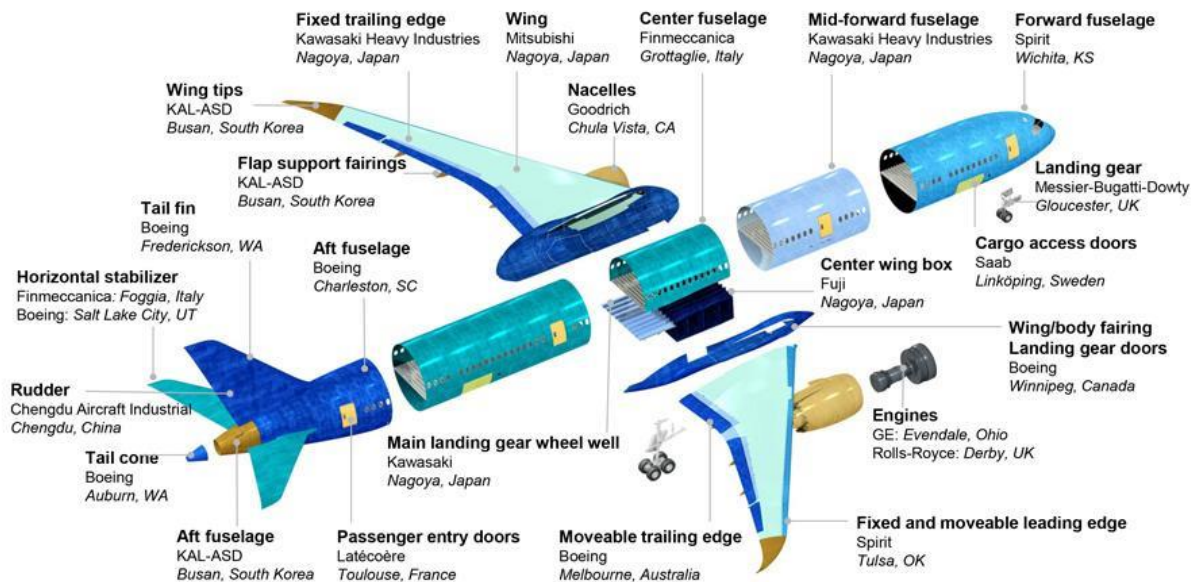 Fixed trailing edge
Kawasaki Heavy Industries
Nagoya, Japan
Wing
Mitsubishi
Nagoya, Japan
Center fuselage
Finmeccanica
Grottaglie, Italy
Mid-forward fuselage
Kawasaki Heavy Industries
Nagoya, Japan
Forward fuselage
Spirit
Wichita, KS
Wing tips
KAL-ASD
Busan, South Korea
Nacelles
Goodrich
Chula Vista, CA
Flap support fairings
KAL-ASD
Busan, South Korea
Landing gear
Messier-Bugatti-Dowty
Gloucester, UK
Tail fin
Boeing
Frederickson, WA
Aft fuselage
Boeing
Charleston, SC
Cargo access doors
Saab
Linköping, Sweden
Center wing box
Fuji
Nagoya, Japan
Horizontal stabilizer
Finmeccanica: Foggia, Italy
Boeing: Salt Lake City, UT
Wing/body fairing
Landing gear doors
Boeing
Winnipeg, Canada
Rudder
Chengdu Aircraft Industrial
Chengdu, China
Engines
GE: Evendale, Ohio
Rolls-Royce: Derby, UK
Main landing gear wheel well
Kawasaki
Nagoya, Japan
Tail cone
Boeing
Auburn, WA
Aft fuselage
KAL-ASD
Busan, South Korea
Passenger entry doors
Latécoère
Toulouse, France
Moveable trailing edge
Boeing
Melbourne, Australia
Fixed and moveable leading edge
Spirit
Tulsa, OK